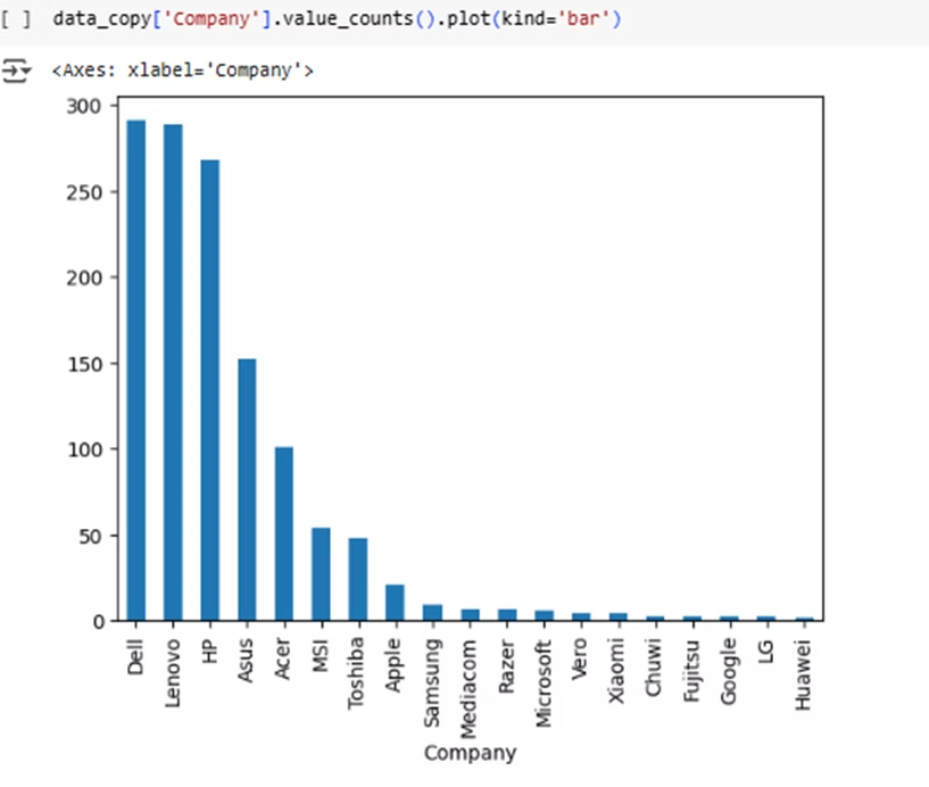 [ ] data_copy['Company'].value_counts().plot(kind='bar')
<Axes: xlabel='Company'>
300
250
200
150
100
50
0
Dell Lenovo HP Asus Acer MSI Toshiba Apple Samsung Mediacom Razer Microsoft Vero Xiaomi Chuwi Fujitsu Google LG Huawei
Company